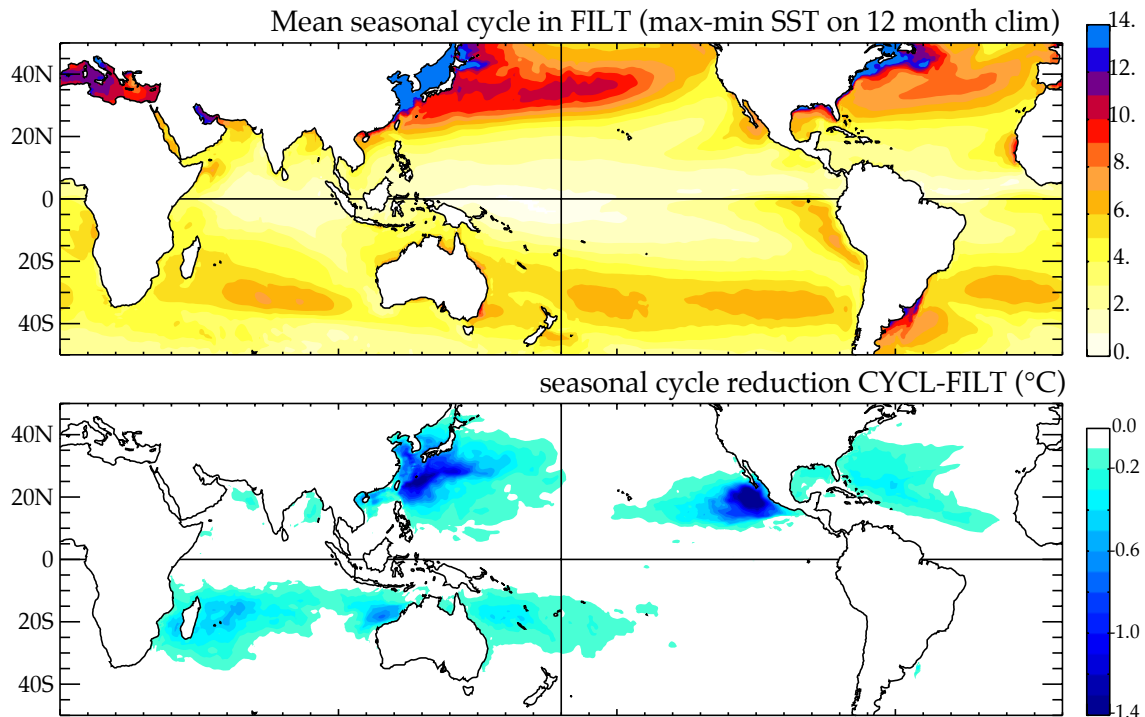 Mean seasonal cycle in FILT (max-min SST on 12 month clim)
14.
12.
10.
8.
6.
4.
2.
0.
40N
20N
0
20S
40S
seasonal cycle reduction CYCL-FILT (°C)
0.0
-0.2
-0.6
-1.0
-1.4
40N
20N
0
20S
40S